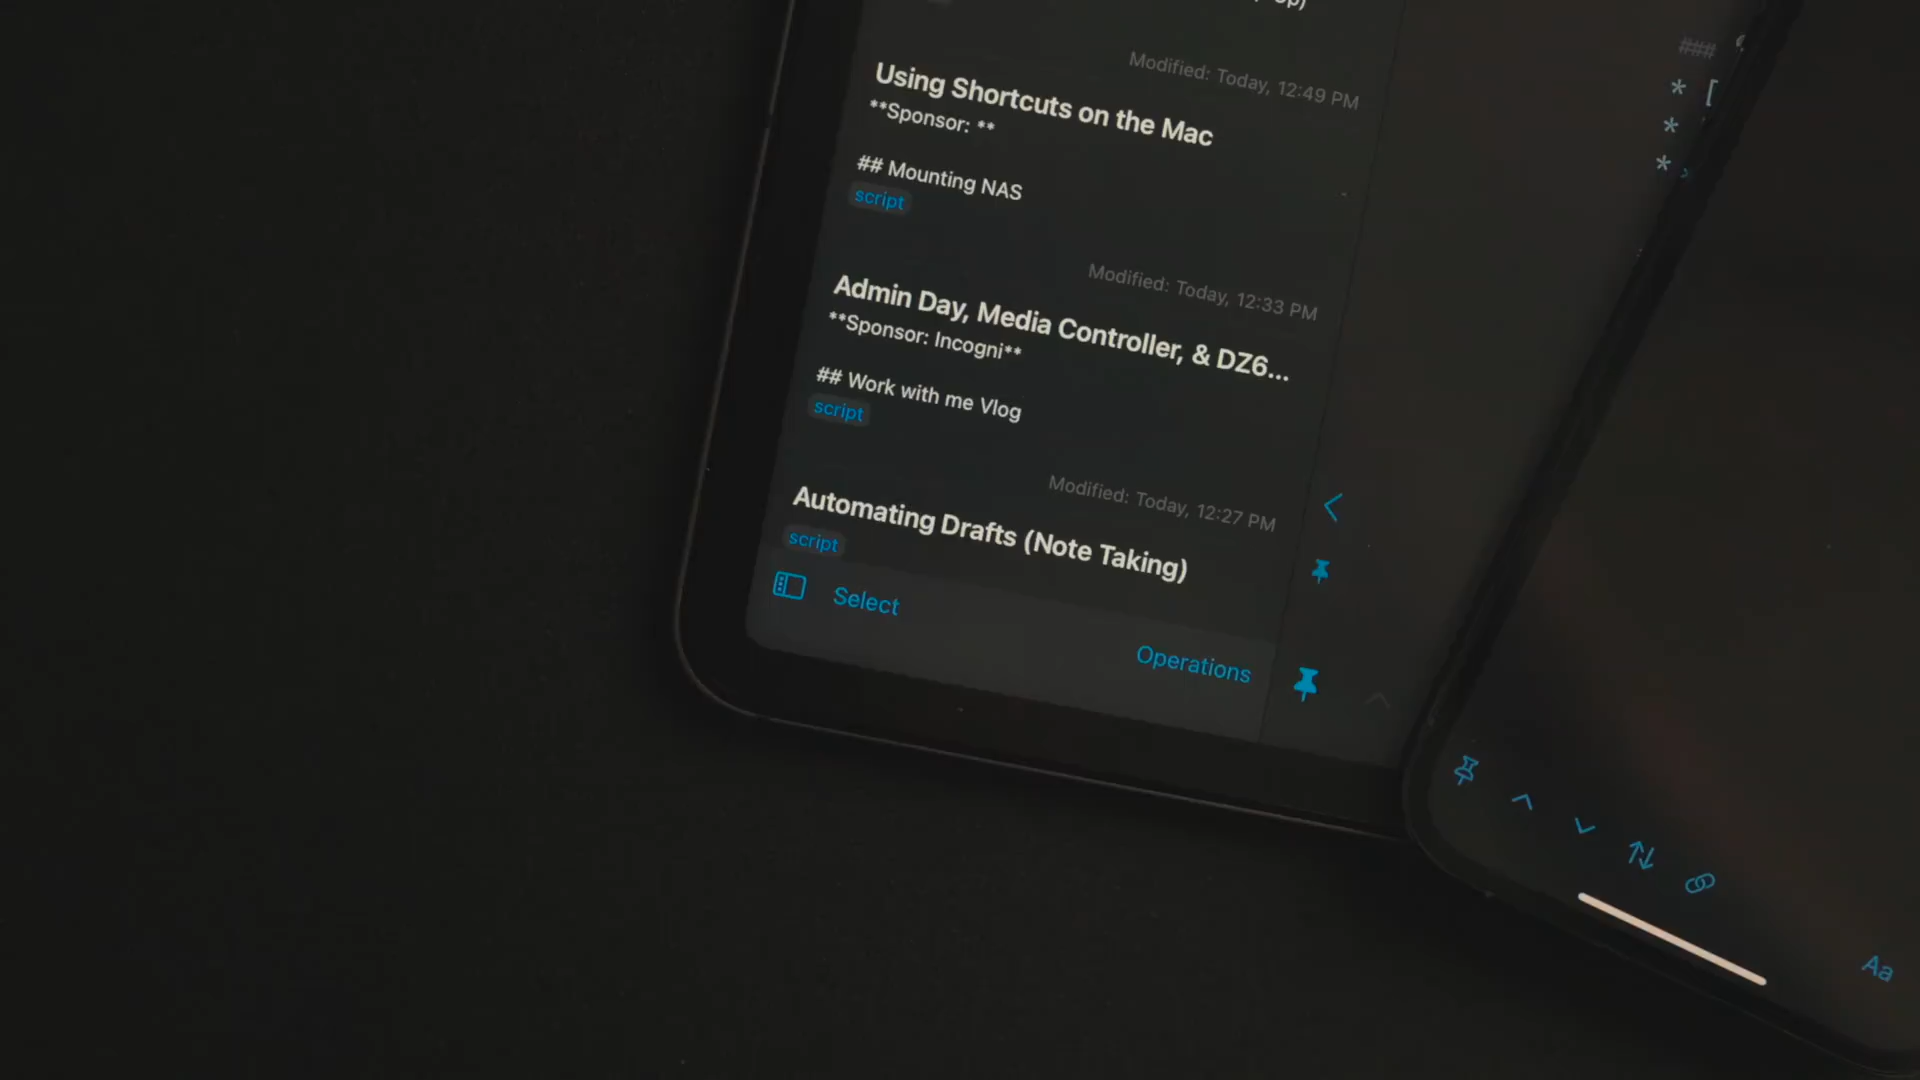 Modified: Today, 12:49 PM
Using Shortcuts on the Mac
**Sponsor: **
## Mounting NAS
script
Modified: Today, 12:33 PM
Admin Day, Media Controller, & DZ6...
**Sponsor: Incogni**
## Work with me Vlog
script
Modified: Today, 12:27 PM
Automating Drafts (Note Taking)
script
Select
Operations
###
* [
*
*
Aa